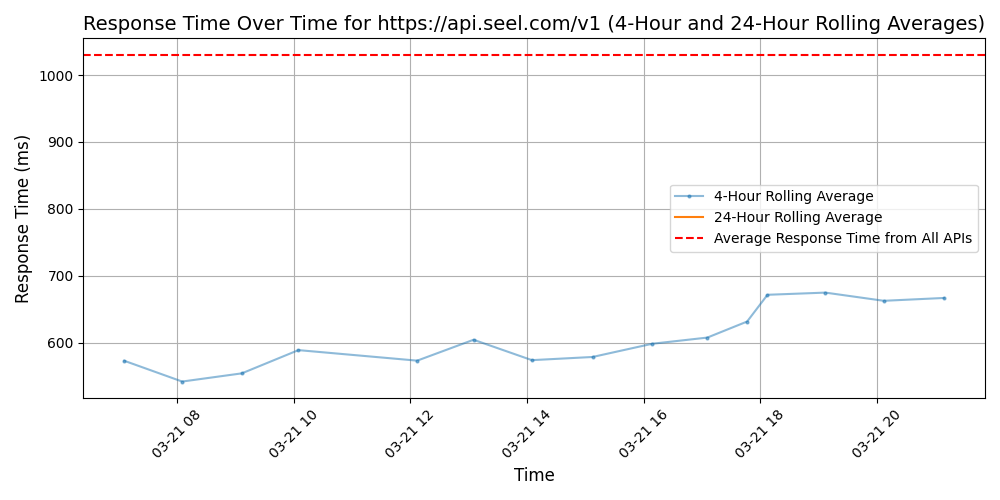 Response Time Over Time for https://api.seel.com/v1 (4-Hour and 24-Hour Rolling Averages)
Response Time (ms)
1000
900
800
700
600
4-Hour Rolling Average
24-Hour Rolling Average
Average Response Time from All APIs
03-21 08
03-21 10
03-21 12
03-21 14
03-21 16
03-21 18
03-21 20
Time